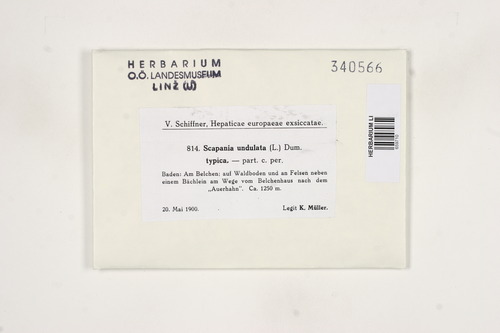 HERBARIUM
O.Ö. LANDESMUSEUM
LINZ (LI)
340566
V. Schiffner, Hepaticae europaeae exsiccatae.
814. Scapania undulata (L.) Dum.
typica. — part. c. per.
Baden: Am Belchen: auf Waldboden und an Felsen neben
einem Bächlein am Wege vom Belchenhaus nach dem
„Auerhahn". Ca. 1250 m.
20. Mai 1900.
Legit K. Müller.
HERBARIUM LI